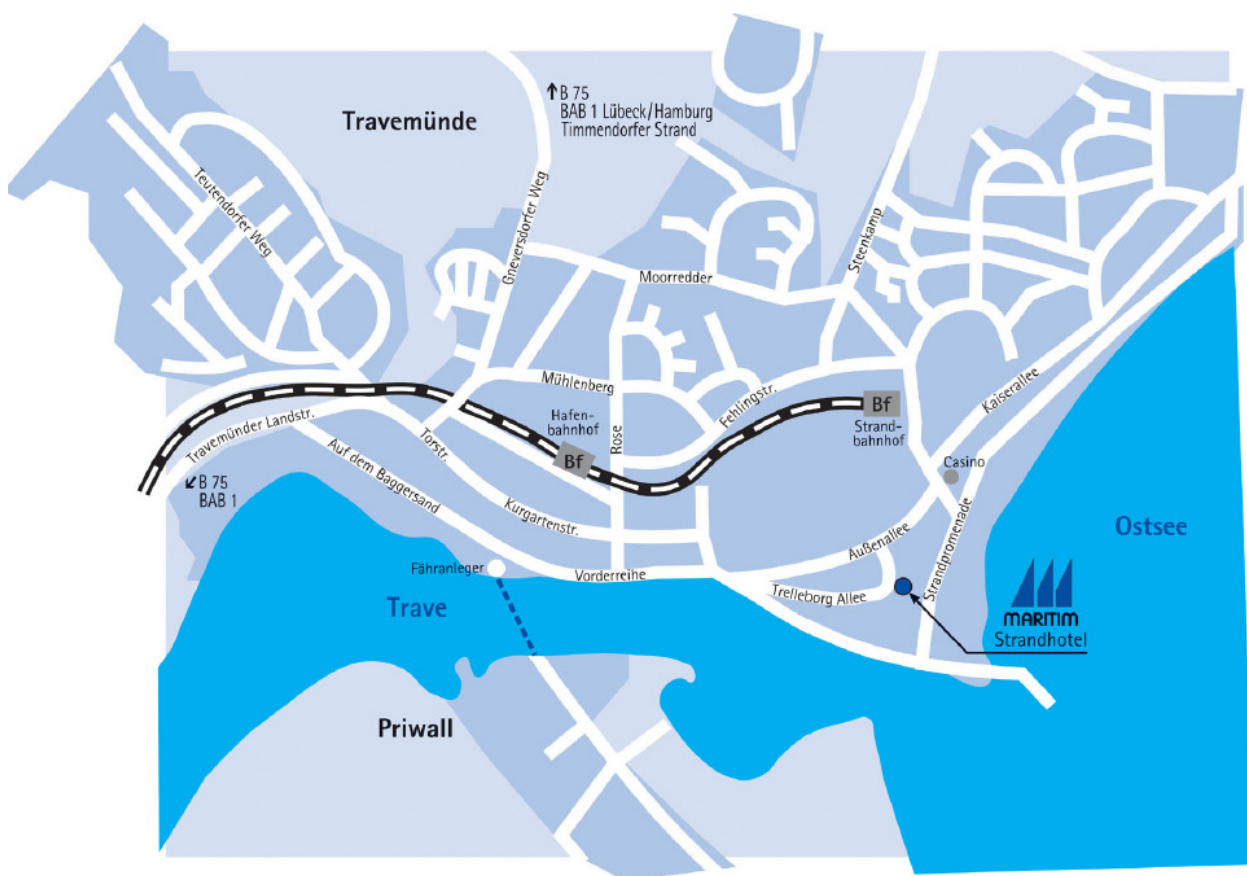 ↑ B 75
BAB 1 Lübeck/Hamburg
Timmendorfer Strand
Travemünde
Teutendorfer Weg
Gneversdorfer Weg
Steenkamp
Moorredder
Mühlenberg
Fehlingstr.
Kaiserallee
Bf
Strand-
bahnhof
Hafen-
bahnhof
Bf
Rose
Travemünder Landstr.
Torstr.
Auf dem Baggersand
Casino
↙ B 75
BAB 1
Kurgartenstr.
Außenallee
Strandpromenade
Ostsee
Fähranleger
Vorderreihe
Trelleborg Allee
Trave
MARITIM
Strandhotel
Priwall